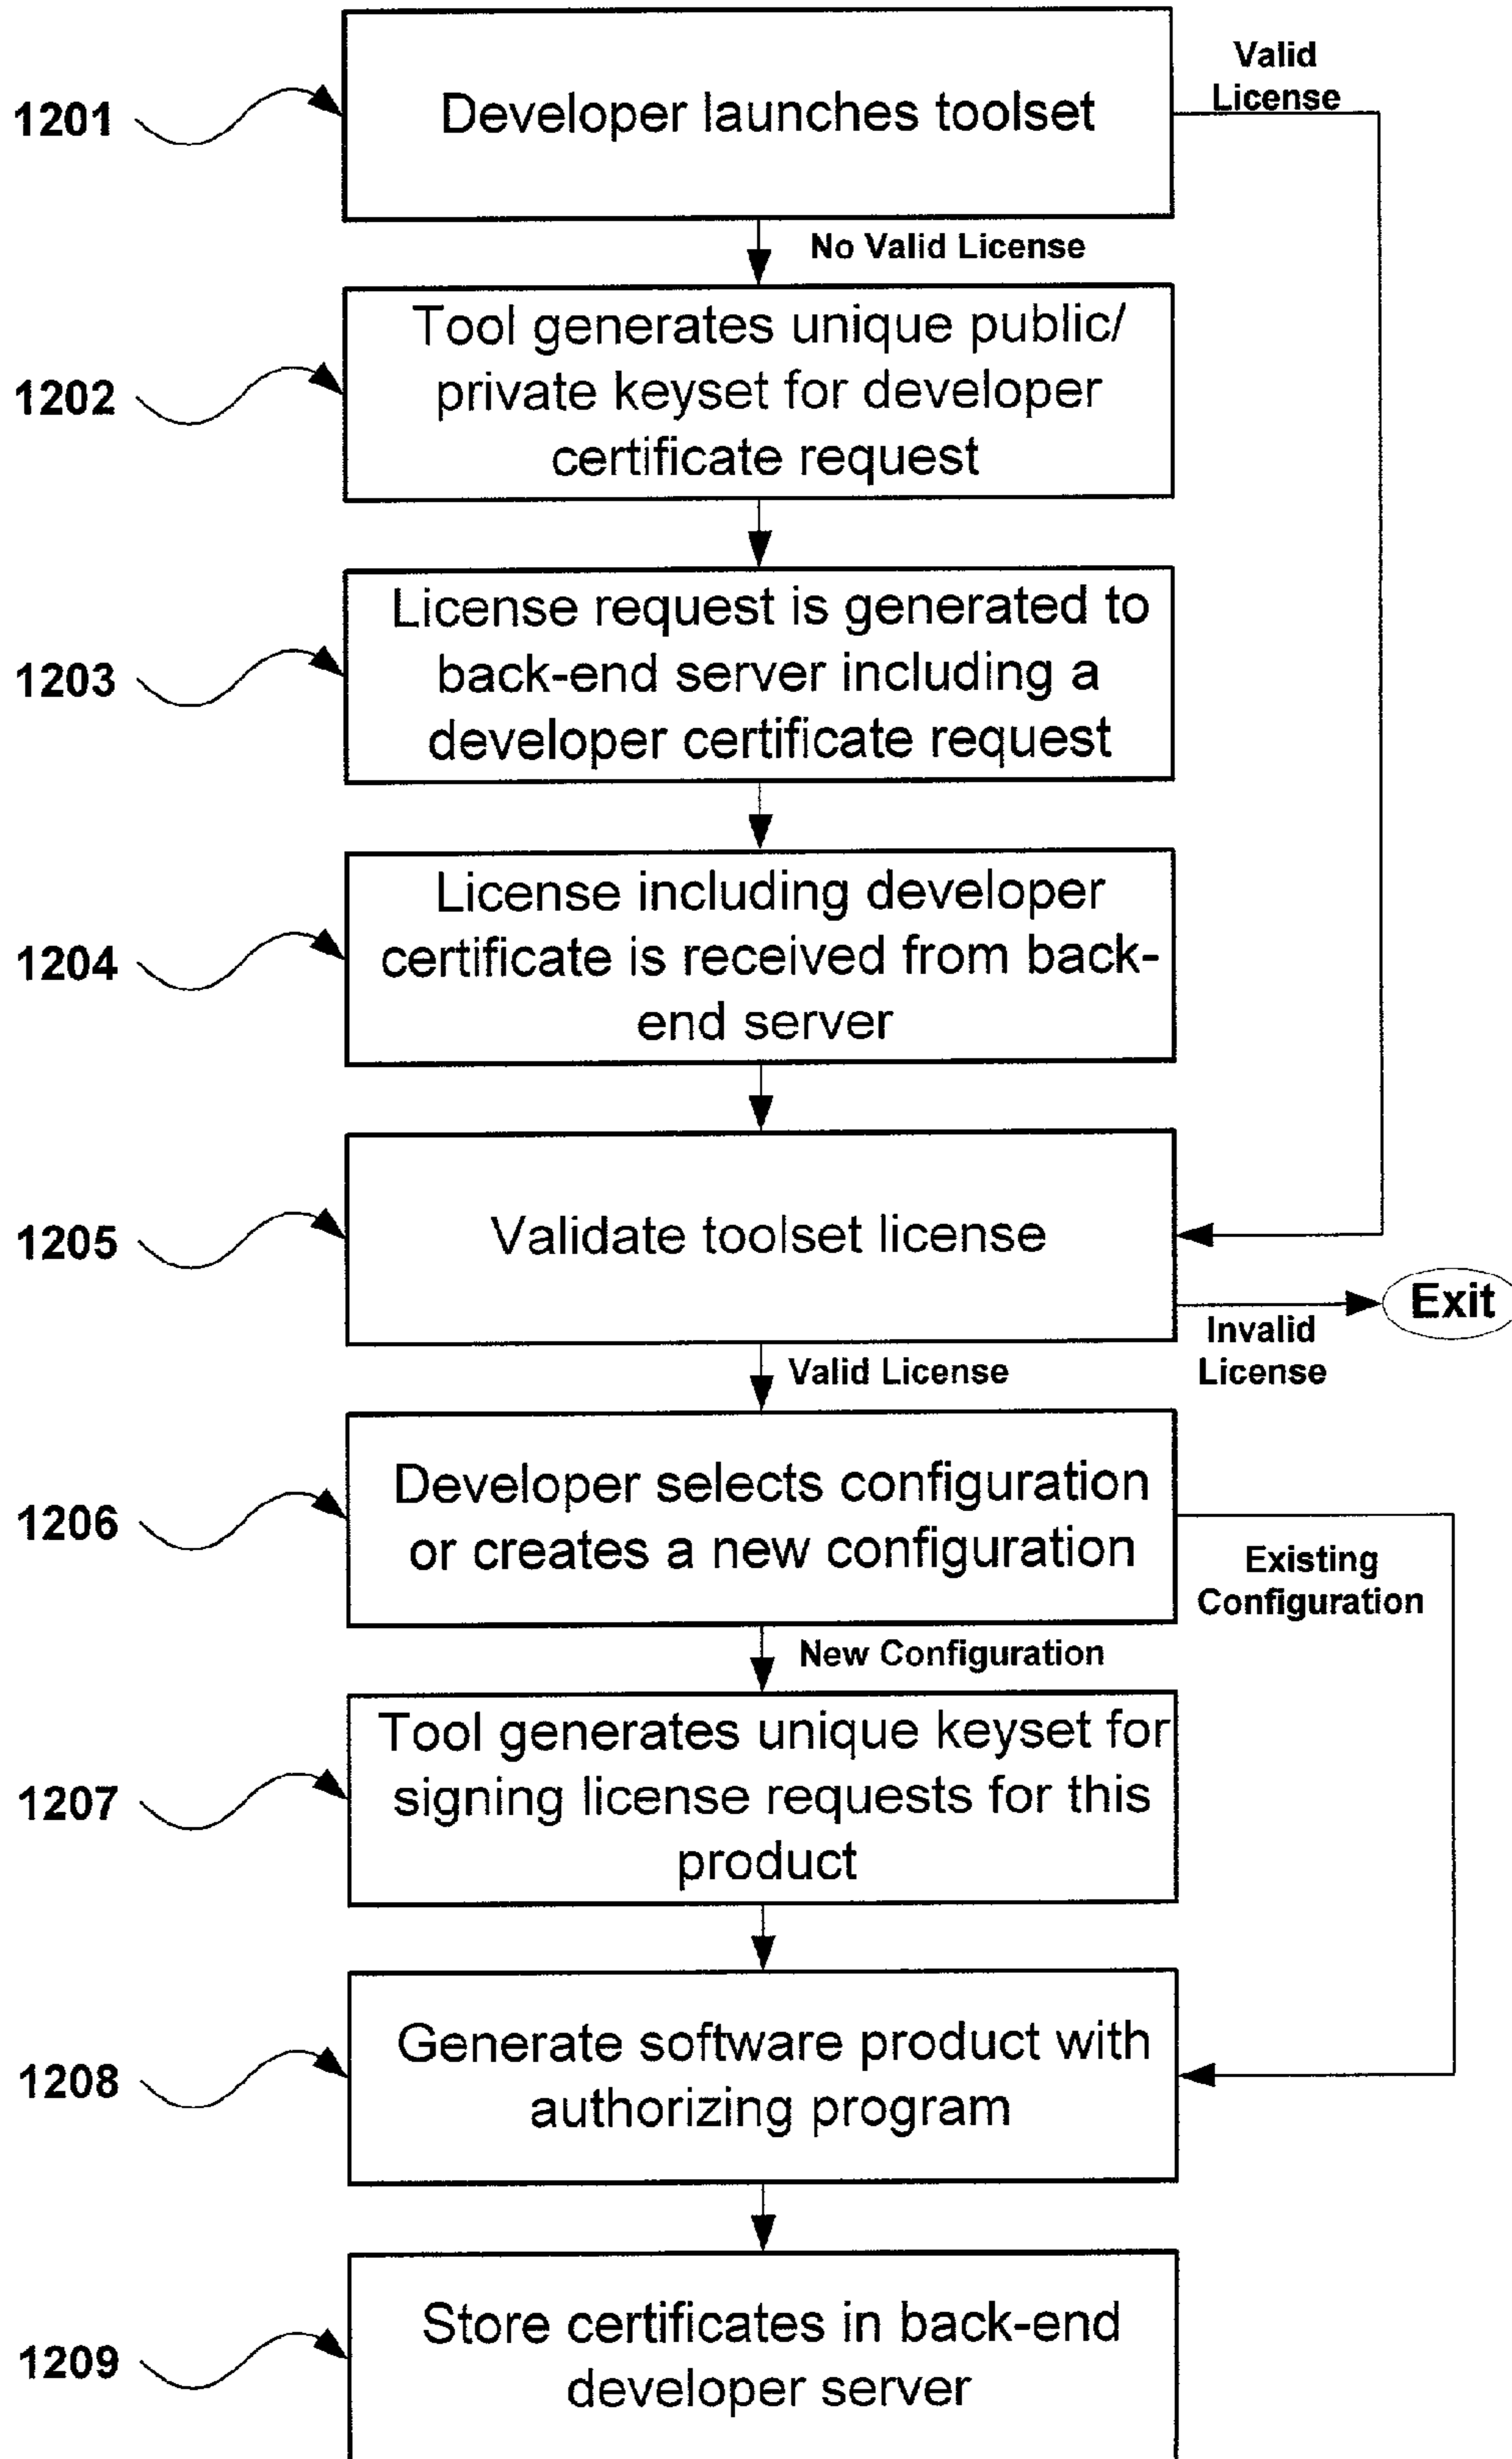 1201
Developer launches toolset
Valid
License
No Valid License
1202
Tool generates unique public/
private keyset for developer
certificate request
1203
License request is generated to
back-end server including a
developer certificate request
1204
License including developer
certificate is received from back-
end server
1205
Validate toolset license
Exit
Invalid
License
Valid License
1206
Developer selects configuration
or creates a new configuration
Existing
Configuration
New Configuration
1207
Tool generates unique keyset for
signing license requests for this
product
1208
Generate software product with
authorizing program
1209
Store certificates in back-end
developer server